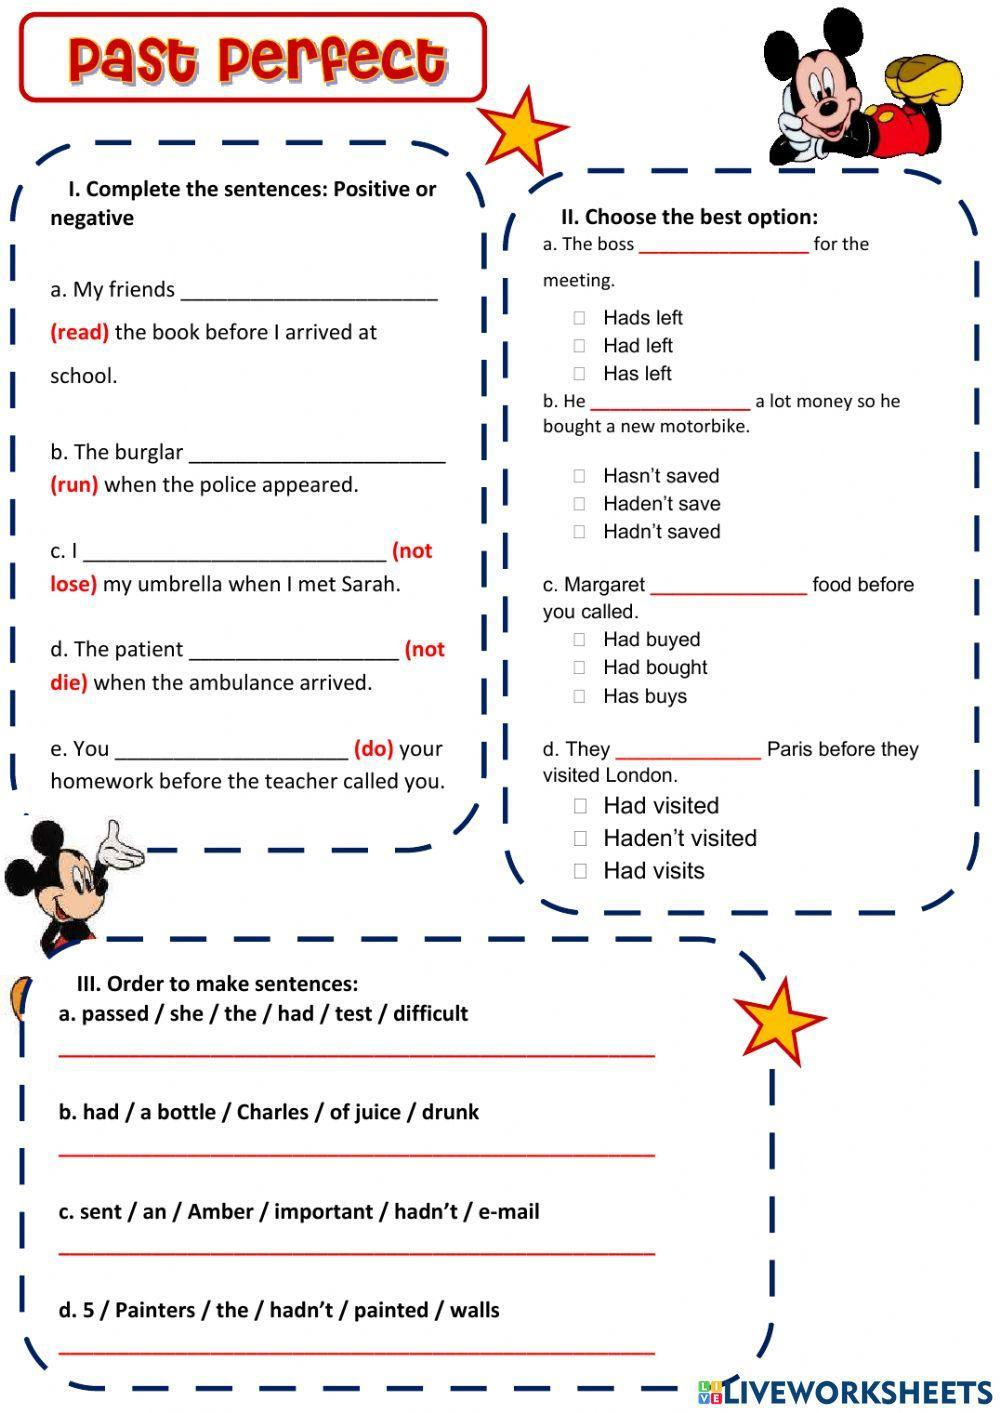 Past Perfect
I. Complete the sentences: Positive or
negative
a. My friends ______________________
(read) the book before I arrived at
school.
b. The burglar ______________________
(run) when the police appeared.
c. I __________________________ (not
lose) my umbrella when I met Sarah.
d. The patient __________________ (not
die) when the ambulance arrived.
e. You ____________________ (do) your
homework before the teacher called you.
II. Choose the best option:
a. The boss _________________ for the
meeting.
Hads left
Had left
Has left
b. He ________________ a lot money so he
bought a new motorbike.
Hasn't saved
Haden't save
Hadn't saved
c. Margaret ______________ food before
you called.
Had buyed
Had bought
Has buys
d. They _____________ Paris before they
visited London.
Had visited
Haden't visited
Had visits
III. Order to make sentences:
a. passed / she / the / had / test / difficult
b. had / a bottle / Charles / of juice / drunk
c. sent / an / Amber / important / hadn't / e-mail
d. 5 / Painters / the / hadn't / painted / walls
LIVE LIVEWORKSHEETS